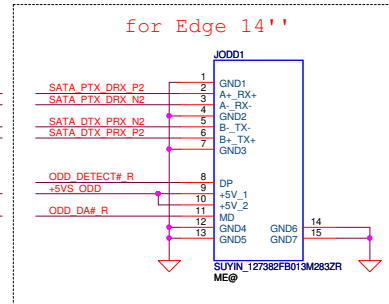 for Edge 14''
JODD1
1 GND1
SATA_PTX_DRX_P2 2 A+_RX+
SATA_PTX_DRX_N2 3 A-_RX-
4 GND2
SATA_DTX_PRX_N2 5 B-_TX-
SATA_DTX_PRX_P2 6 B+_TX+
7 GND3
ODD_DETECT#_R 8 DP
+5VS_ODD 9 +5V_1
10 +5V_2
ODD_DA#_R 11 MD
12 GND4 GND6 14
13 GND5 GND7 15
SUYIN_127382FB013M283ZR
ME@